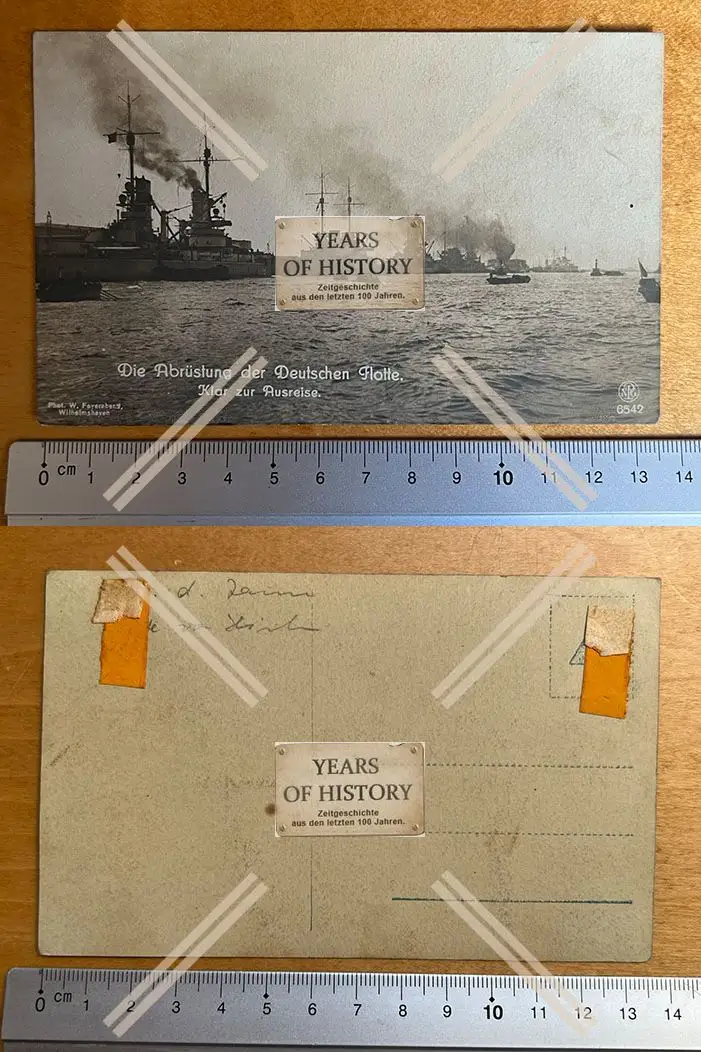 YEARS
OF HISTORY
Zeitgeschichte
aus den letzten 100 Jahren.
Die Abrüstung der Deutschen Flotte.
Klar zur Ausreise.
Phot. W. Fayersberg,
Wilhelmshaven
6542
0 cm 1 2 3 4 5 6 7 8 9 10 11 12 13 14
d.
YEARS
OF HISTORY
Zeitgeschichte
aus den letzten 100 Jahren.
0 cm 1 2 3 4 5 6 7 8 9 10 11 12 13 14